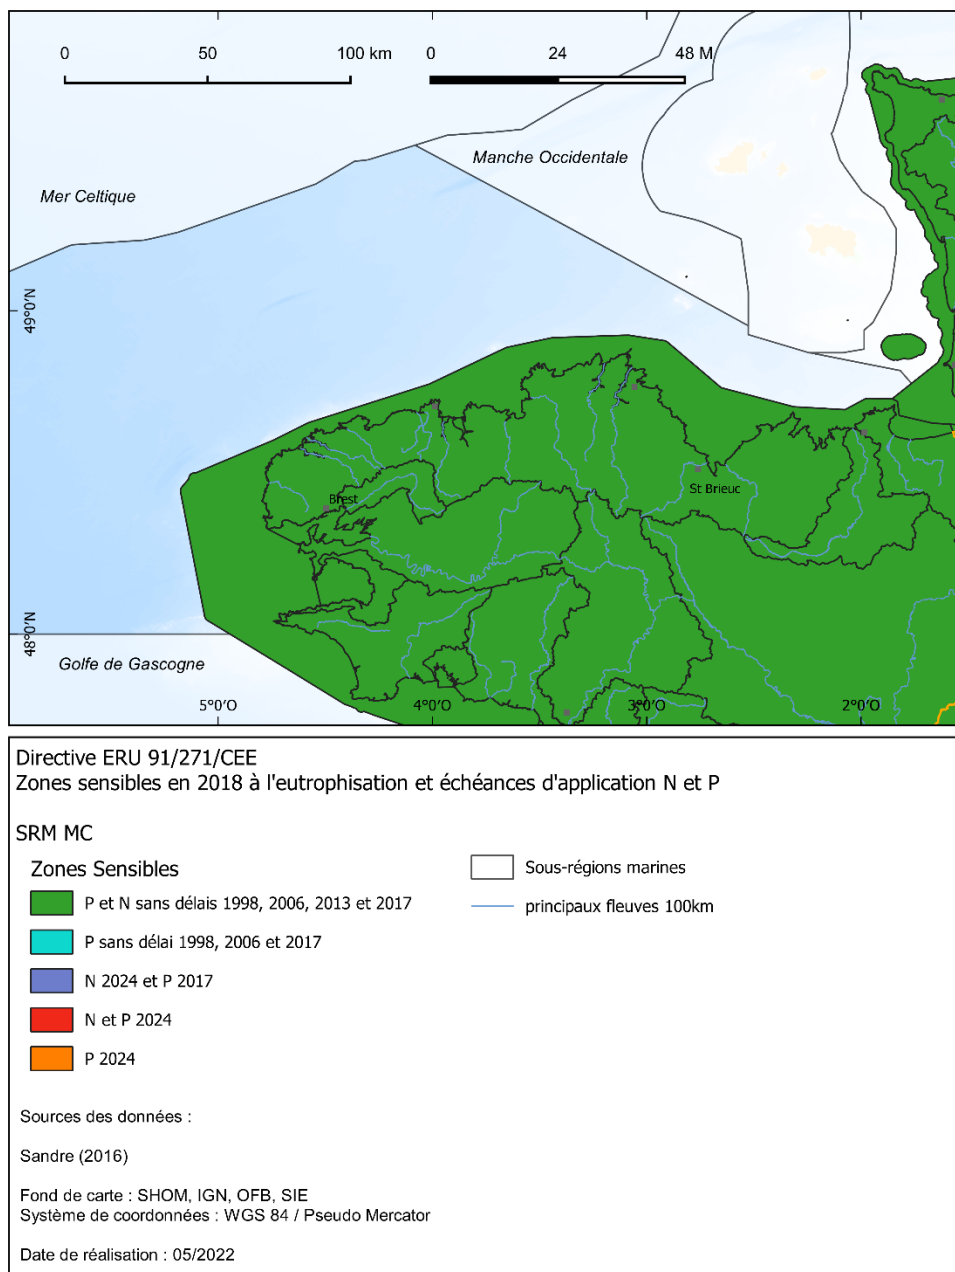 0 50 100 km 0 24 48 M
Manche Occidentale
Mer Celtique
49°0'N
Brest
St Brieuc
48°0'N
Golfe de Gascogne
5°0'O 4°0'O 3°0'O 2°0'O
Directive ERU 91/271/CEE
Zones sensibles en 2018 à l'eutrophisation et échéances d'application N et P
SRM MC
Zones Sensibles
P et N sans délais 1998, 2006, 2013 et 2017
P sans délai 1998, 2006 et 2017
N 2024 et P 2017
N et P 2024
P 2024
Sous-régions marines
principaux fleuves 100km
Sources des données :
Sandre (2016)
Fond de carte : SHOM, IGN, OFB, SIE
Système de coordonnées : WGS 84 / Pseudo Mercator
Date de réalisation : 05/2022